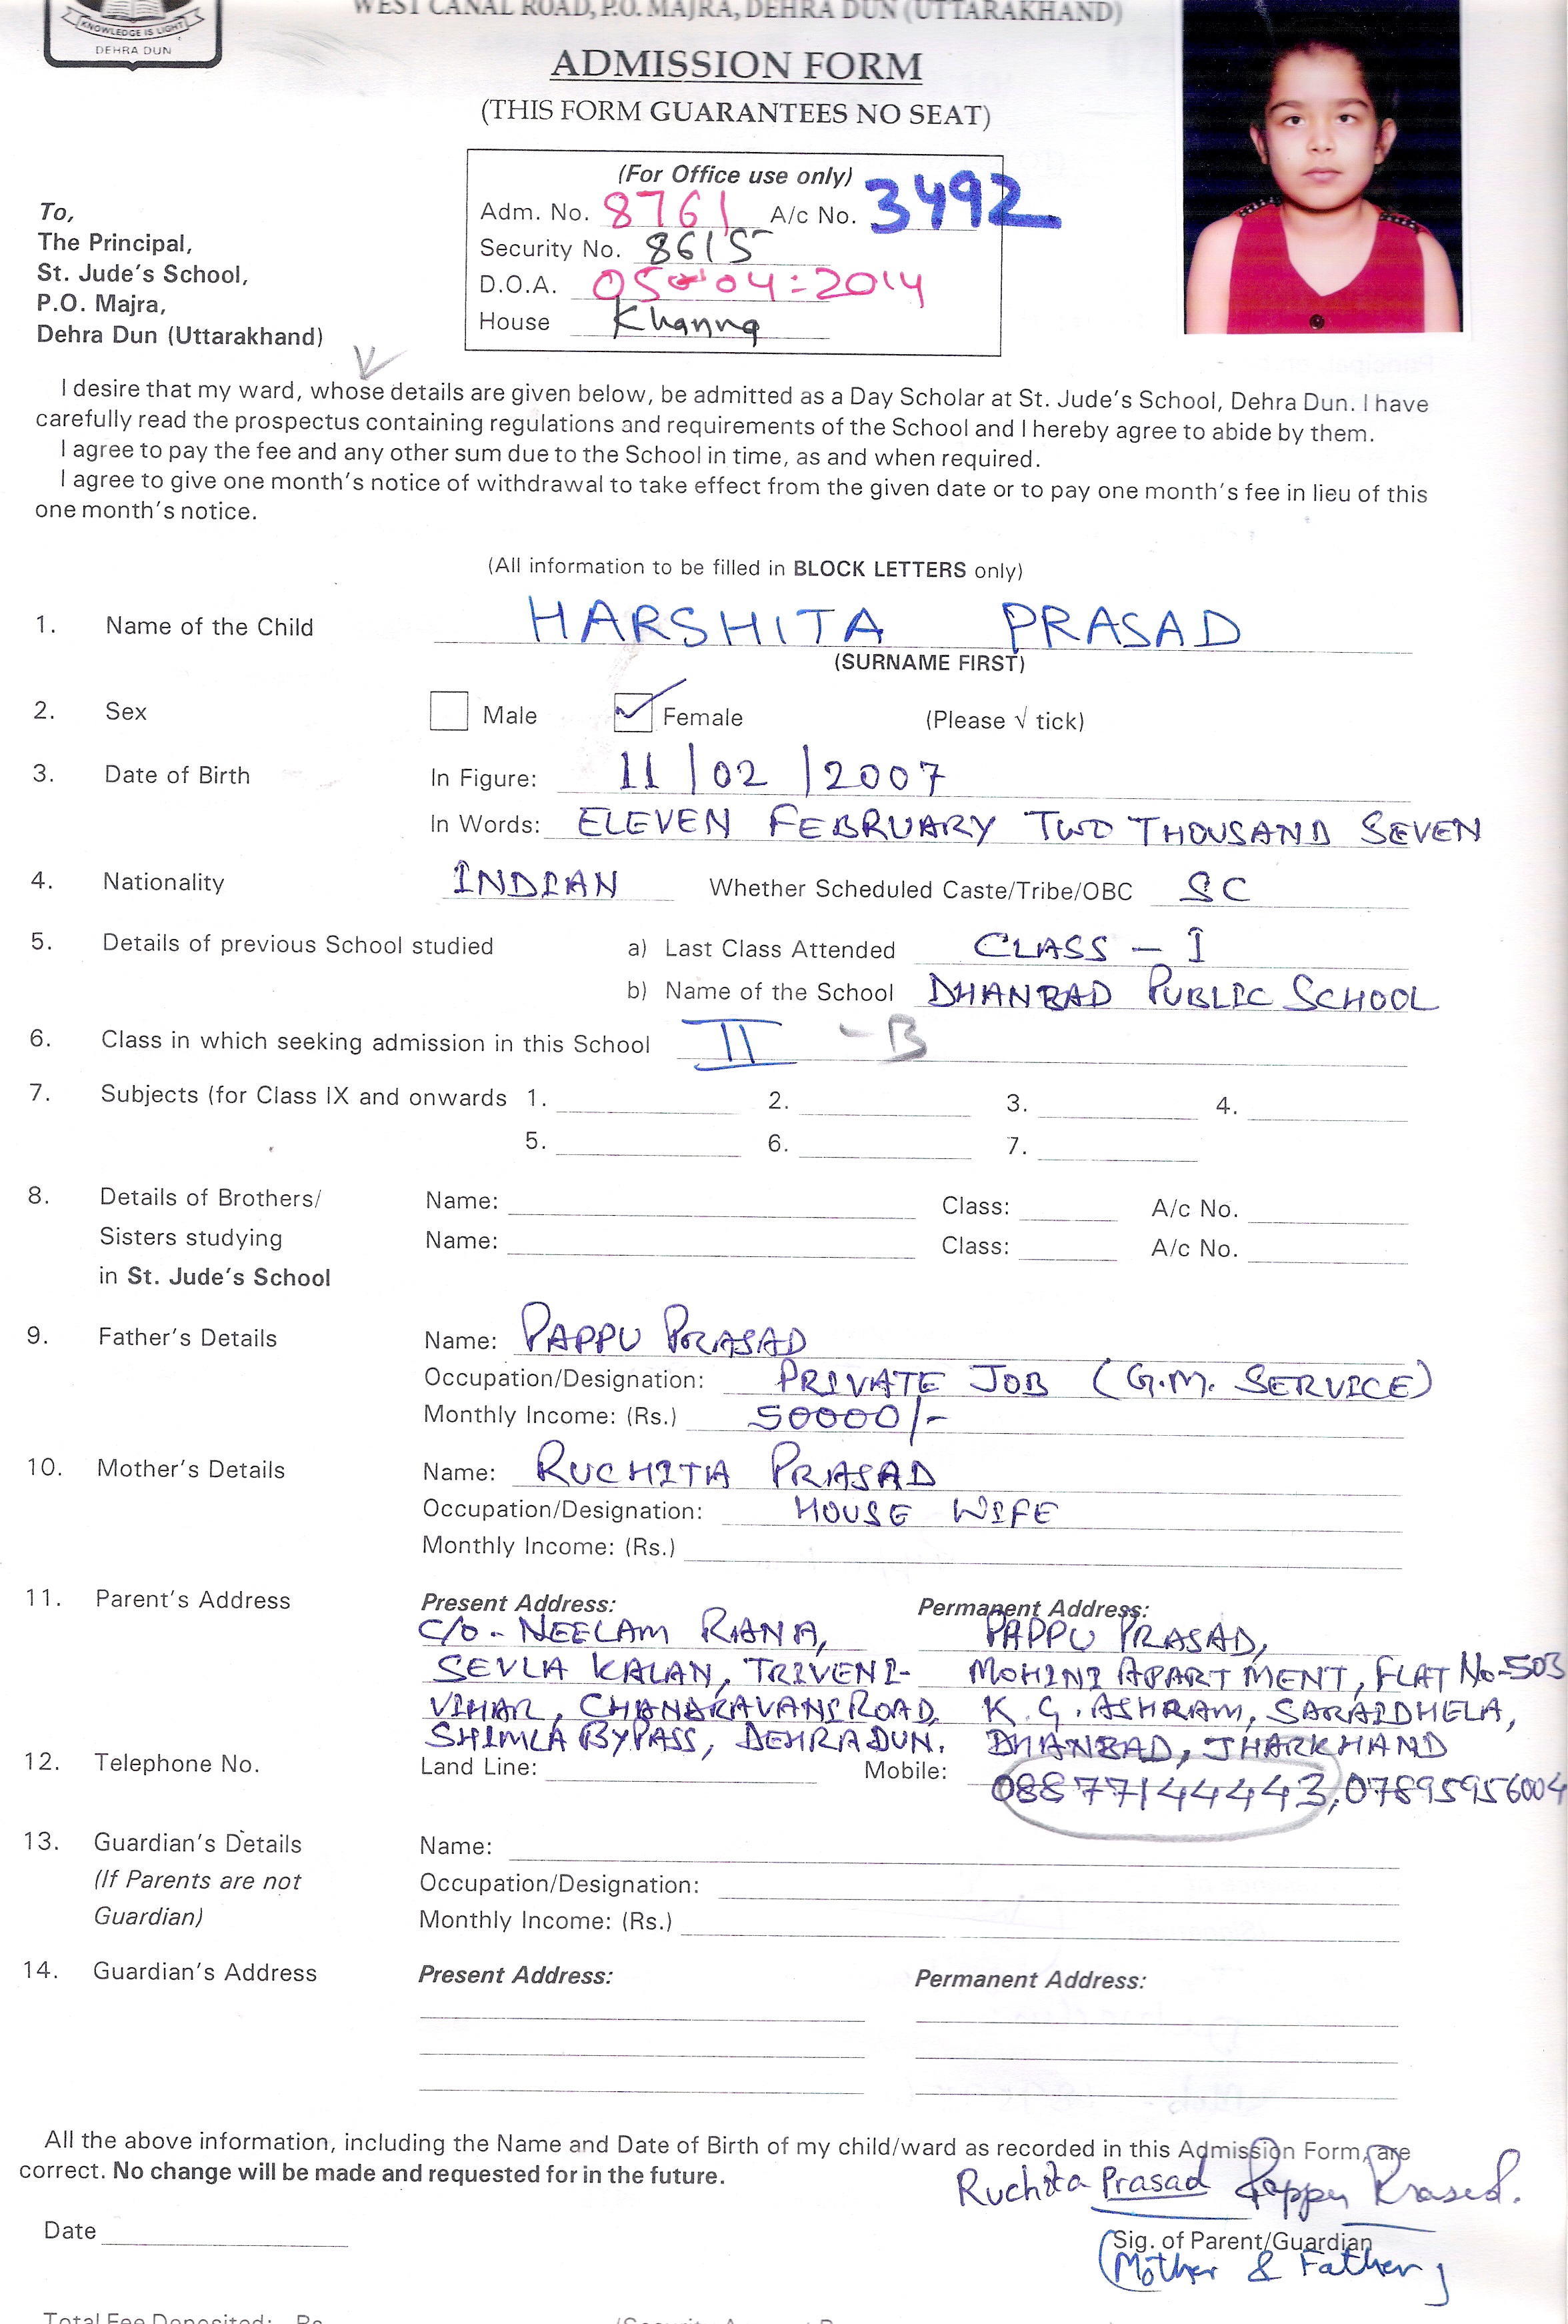 KNOWLEDGE IS LIGHT
DEHRA DUN
WEST CANAL ROAD, P.O. MAJRA, DEHRA DUN (UTTARAKHAND)
ADMISSION FORM
(THIS FORM GUARANTEES NO SEAT)
(For Office use only)
Adm. No. 8761 A/c No. 3492
Security No. 8615
D.O.A. 05-04-2014
House Khanna
To,
The Principal,
St. Jude's School,
P.O. Majra,
Dehra Dun (Uttarakhand)
I desire that my ward, whose details are given below, be admitted as a Day Scholar at St. Jude's School, Dehra Dun. I have
carefully read the prospectus containing regulations and requirements of the School and I hereby agree to abide by them.
I agree to pay the fee and any other sum due to the School in time, as and when required.
I agree to give one month's notice of withdrawal to take effect from the given date or to pay one month's fee in lieu of this
one month's notice.
(All information to be filled in BLOCK LETTERS only)
1. Name of the Child HARSHITA PRASAD
(SURNAME FIRST)
2. Sex Male Female (Please √ tick)
3. Date of Birth In Figure: 11/02/2007
In Words: ELEVEN FEBRUARY TWO THOUSAND SEVEN
4. Nationality INDIAN Whether Scheduled Caste/Tribe/OBC SC
5. Details of previous School studied a) Last Class Attended CLASS - I
b) Name of the School DHANBAD PUBLIC SCHOOL
6. Class in which seeking admission in this School II - B
7. Subjects (for Class IX and onwards 1. 2. 3. 4.
5. 6. 7.
8. Details of Brothers/ Name: Class: A/c No.
Sisters studying Name: Class: A/c No.
in St. Jude's School
9. Father's Details Name: PAPPU PRASAD
Occupation/Designation: PRIVATE JOB (G.M. SERVICE)
Monthly Income: (Rs.) 50000/-
10. Mother's Details Name: RUCHITA PRASAD
Occupation/Designation: HOUSE WIFE
Monthly Income: (Rs.)
11. Parent's Address Present Address: Permanent Address:
C/O- NEELAM RANA, PAPPU PRASAD,
SEVLA KALAN, TRIVENI- MOHINI APARTMENT, FLAT No-503
VIHAR, CHANDRAVANI ROAD, K.G. ASHRAM, SARAIDHELA,
SHIMLA BYPASS, DEHRADUN. DHANBAD, JHARKHAND
12. Telephone No. Land Line: Mobile: 08877144443, 07895956004
13. Guardian's Details Name:
(If Parents are not Occupation/Designation:
Guardian) Monthly Income: (Rs.)
14. Guardian's Address Present Address: Permanent Address:
All the above information, including the Name and Date of Birth of my child/ward as recorded in this Admission Form, are
correct. No change will be made and requested for in the future.
Ruchita Prasad Pappu Prasad.
Date Sig. of Parent/Guardian
(Mother & Father)
Total Fee Deposited: Rs.